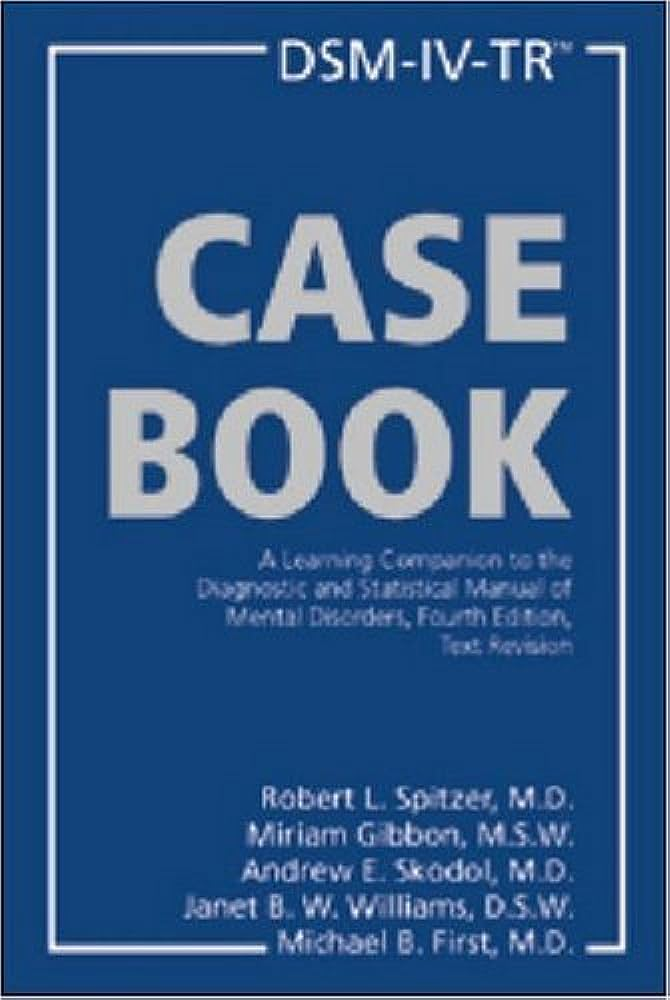 DSM-IV-TR™
CASE
BOOK
A Learning Companion to the
Diagnostic and Statistical Manual of
Mental Disorders, Fourth Edition,
Text Revision
Robert L. Spitzer, M.D.
Miriam Gibbon, M.S.W.
Andrew E. Skodol, M.D.
Janet B. W. Williams, D.S.W.
Michael B. First, M.D.